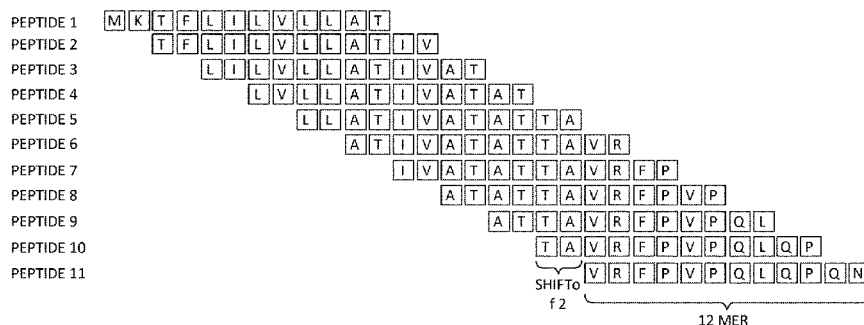 PEPTIDE 1 M K T F L I L V L L A T
PEPTIDE 2 T F L I L V L L A T I V
PEPTIDE 3 L I L V L L A T I V A T
PEPTIDE 4 L V L L A T I V A T A T
PEPTIDE 5 L L A T I V A T A T T A
PEPTIDE 6 A T I V A T A T T A V R
PEPTIDE 7 I V A T A T T A V R F P
PEPTIDE 8 A T A T T A V R F P V P
PEPTIDE 9 A T T A V R F P V P Q L
PEPTIDE 10 T A V R F P V P Q L Q P
PEPTIDE 11 V R F P V P Q L Q P Q N
SHIFTo
f 2
12 MER